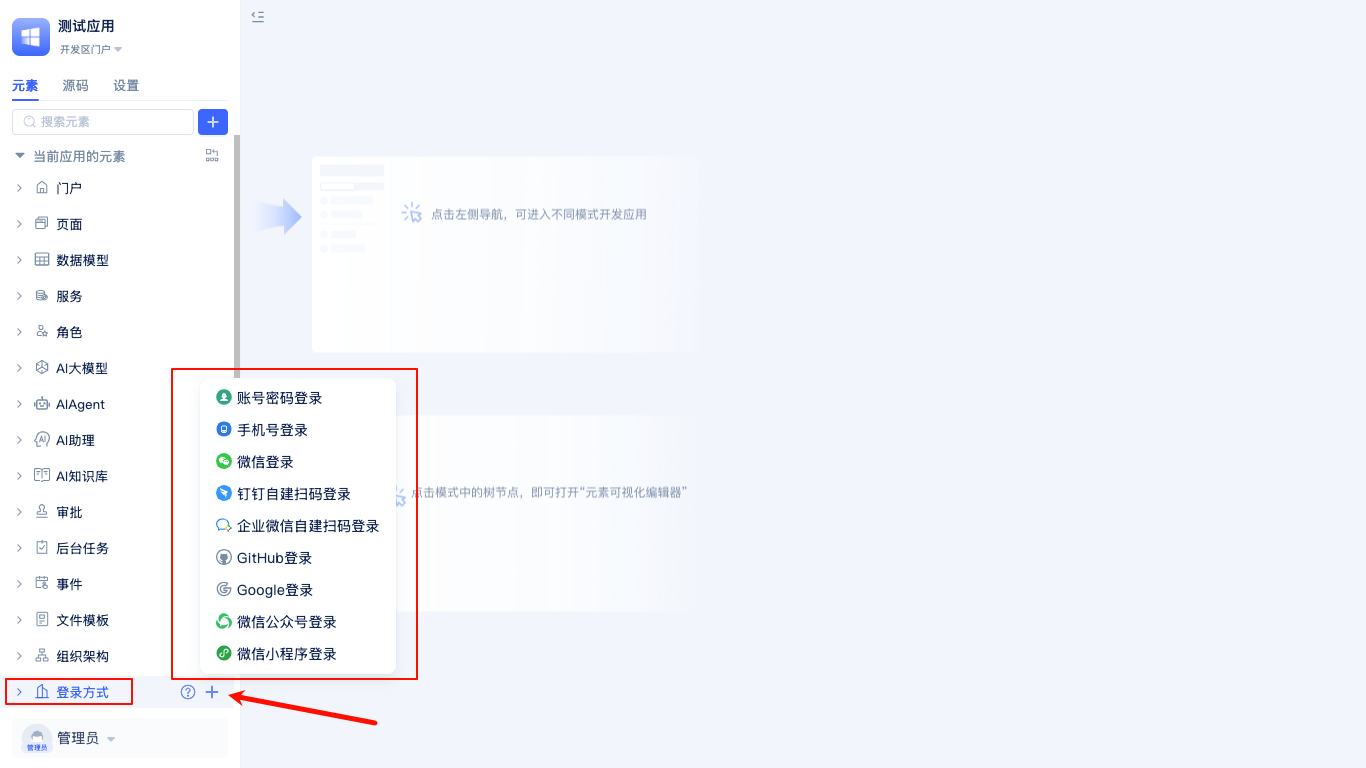 测试应用
开发区门户
元素 源码 设置
搜索元素
当前应用的元素
门户
页面
数据模型
服务
角色
AI大模型
AIAgent
AI助理
AI知识库
审批
后台任务
事件
文件模板
组织架构
登录方式
管理员
管理员
账号密码登录
手机号登录
微信登录
钉钉自建扫码登录
企业微信自建扫码登录
GitHub登录
Google登录
微信公众号登录
微信小程序登录
点击左侧导航，可进入不同模式开发应用
点击模式中的树节点，即可打开“元素可视化编辑器”